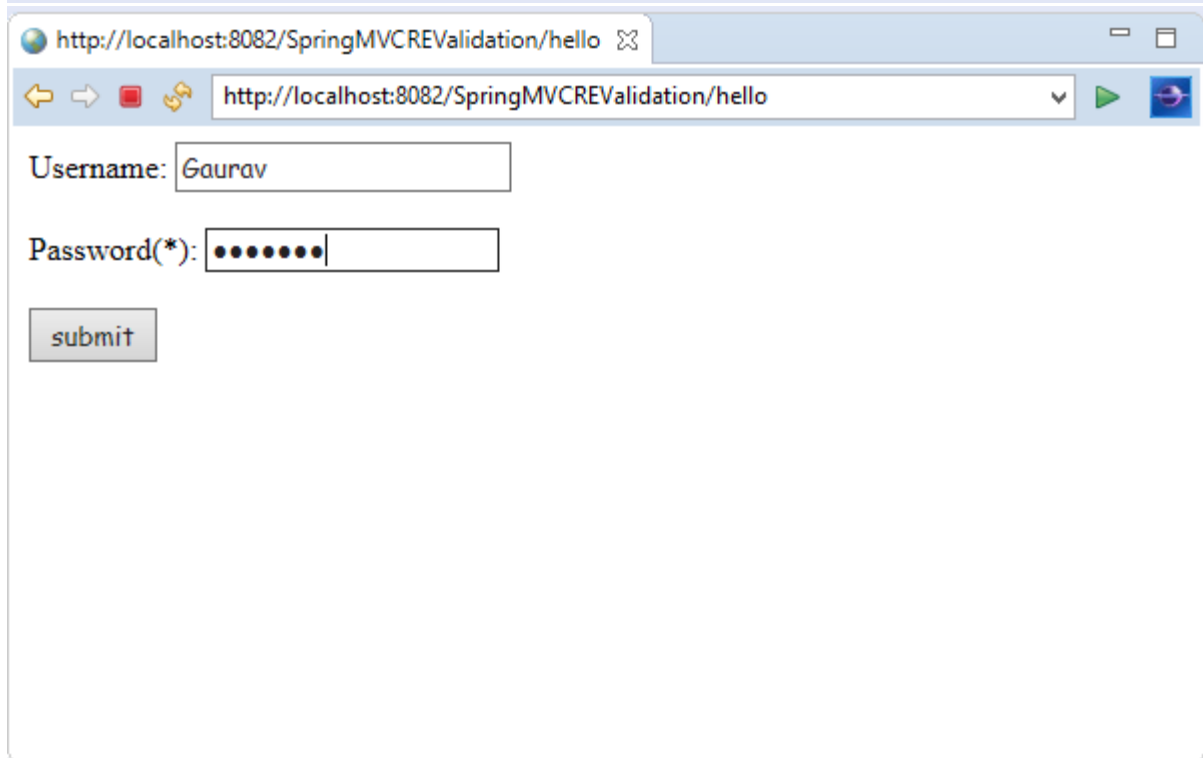 http://localhost:8082/SpringMVCREValidation/hello
http://localhost:8082/SpringMVCREValidation/hello
Username: Gaurav
Password(*): •••••••
submit